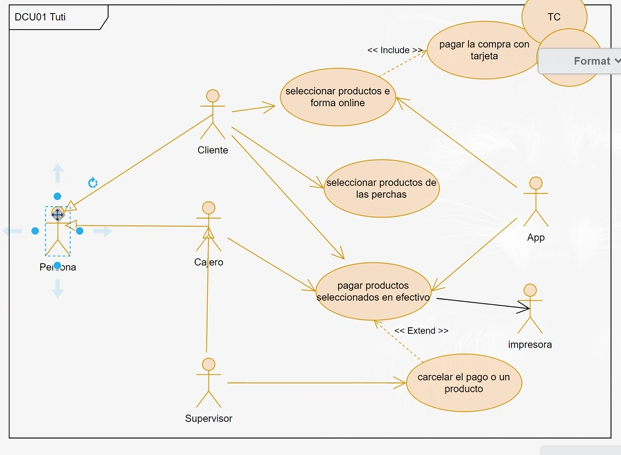 DCU01 Tuti
TC
pagar la compra con
tarjeta
<< Include >>
Format
seleccionar productos e
forma online
Cliente
seleccionar productos de
las perchas
App
Persona
Cajero
pagar productos
seleccionados en efectivo
<< Extend >>
impresora
carcelar el pago o un
producto
Supervisor